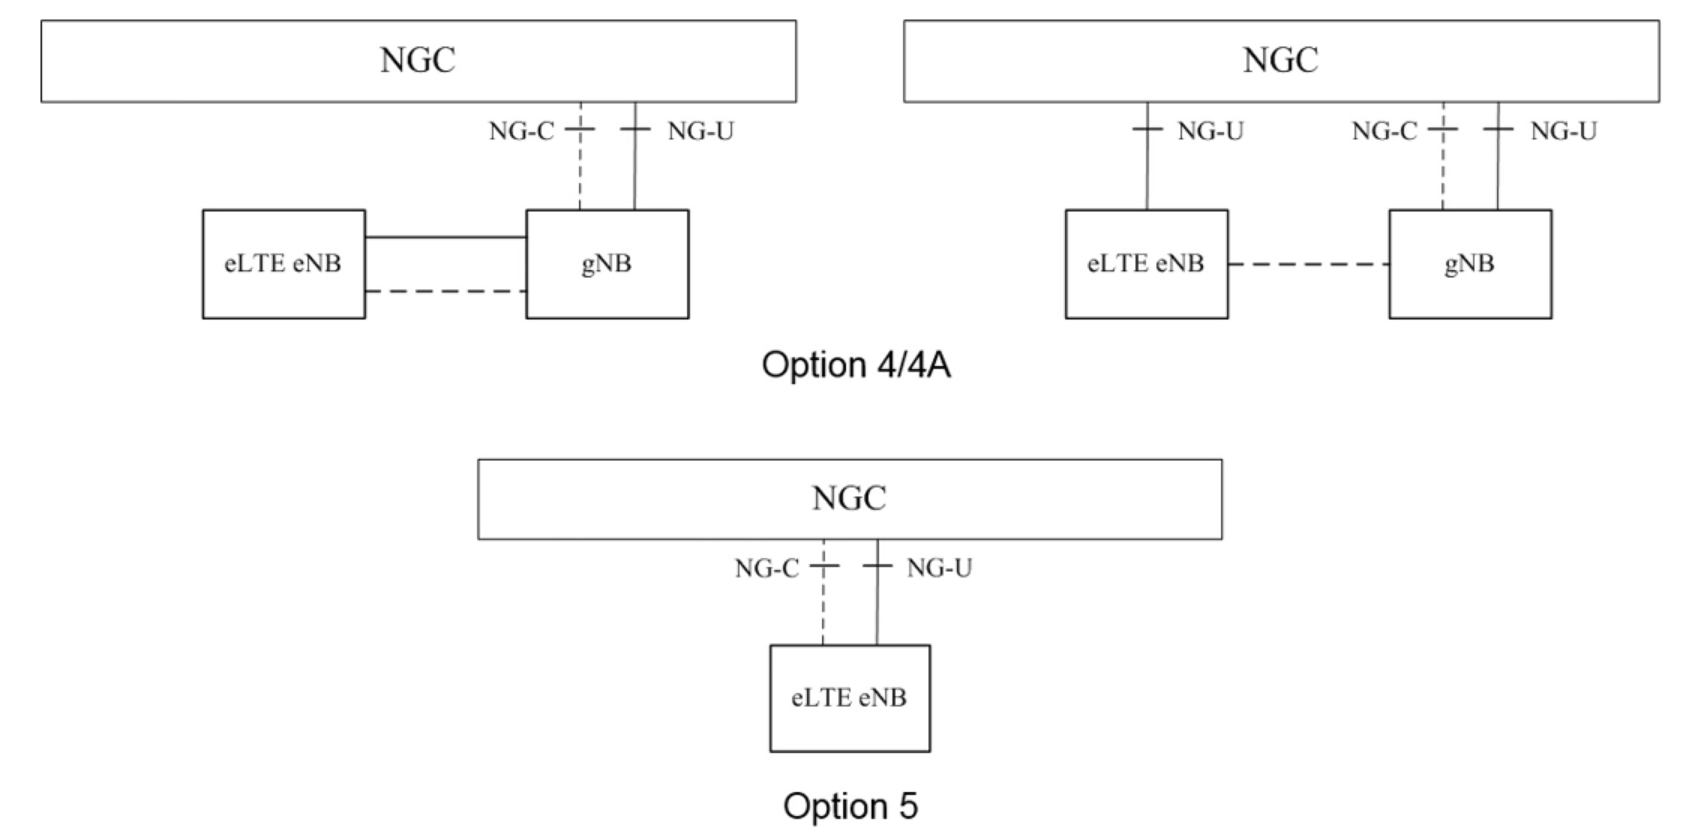 NGC
NGC
NG-C
NG-U
NG-U
NG-C
NG-U
eLTE eNB
gNB
eLTE eNB
gNB
Option 4/4A
NGC
NG-C
NG-U
eLTE eNB
Option 5